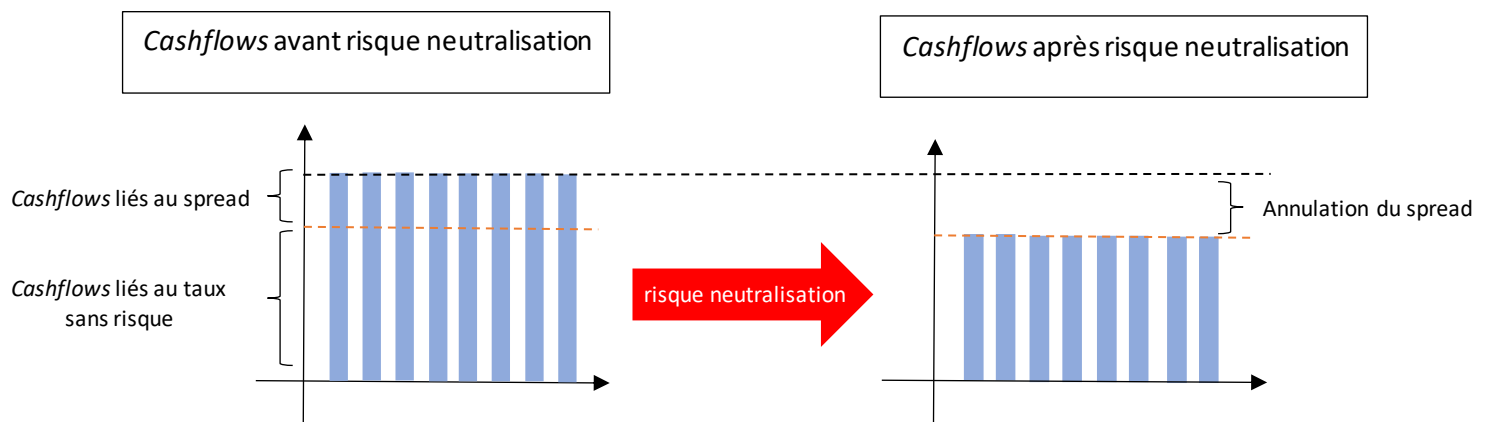 Cashflows avant risque neutralisation
Cashflows après risque neutralisation
Cashflows liés au spread
Annulation du spread
Cashflows liés au taux
sans risque
risque neutralisation